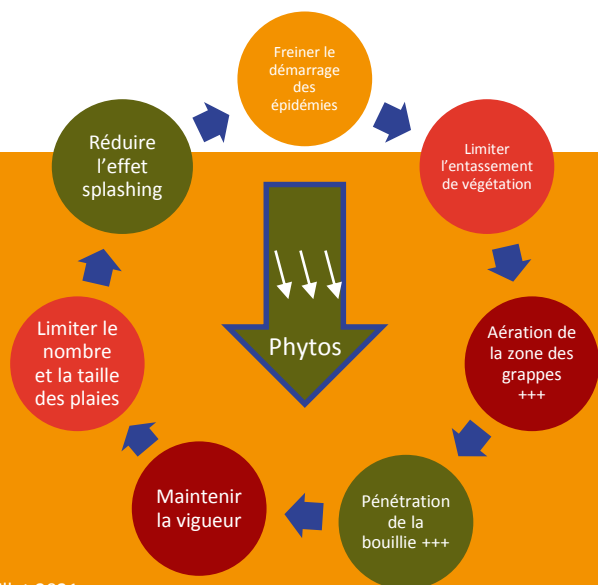 Freiner le
démarrage
des
épidémies
Limiter
l'entassement
de végétation
Aération de
la zone des
grappes
+++
Pénétration
de la
bouillie +++
Maintenir
la vigueur
Limiter le
nombre
et la taille
des plaies
Réduire
l'effet
splashing
Phytos